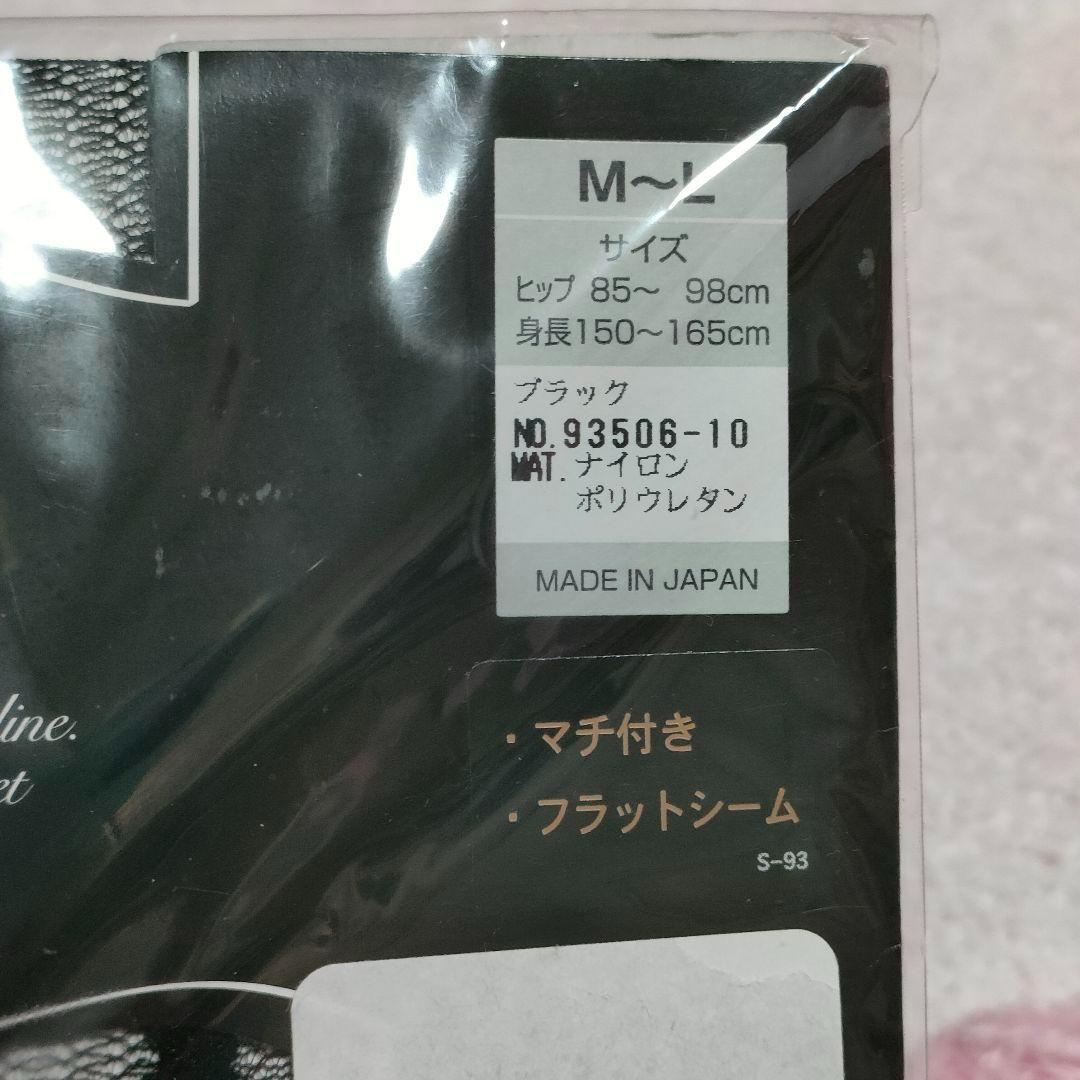 M～L
サイズ
ヒップ 85～ 98cm
身長150～165cm
ブラック
NO.93506-10
MAT.ナイロン
ポリウレタン
MADE IN JAPAN
line.
et
・マチ付き
・フラットシーム
S-93